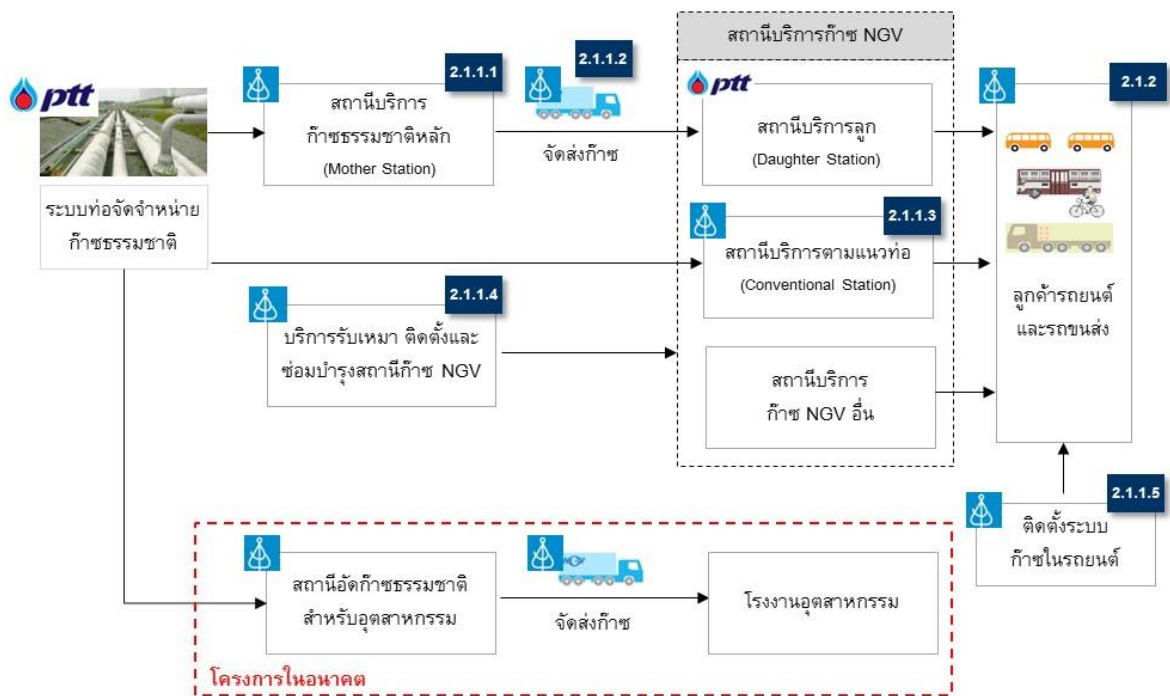 สถานีบริการก๊าซ NGV
ptt
2.1.1.1
สถานีบริการ
ก๊าซธรรมชาติหลัก
(Mother Station)
2.1.1.2
จัดส่งก๊าซ
ptt
สถานีบริการลูก
(Daughter Station)
2.1.2
ลูกค้ารถยนต์
และรถขนส่ง
ระบบท่อจัดจำหน่าย
ก๊าซธรรมชาติ
2.1.1.3
สถานีบริการตามแนวท่อ
(Conventional Station)
2.1.1.4
บริการรับเหมา ติดตั้งและ
ซ่อมบำรุงสถานีก๊าซ NGV
สถานีบริการ
ก๊าซ NGV อื่น
2.1.1.5
ติดตั้งระบบ
ก๊าซในรถยนต์
สถานีอัดก๊าซธรรมชาติ
สำหรับอุตสาหกรรม
จัดส่งก๊าซ
โรงงานอุตสาหกรรม
โครงการในอนาคต